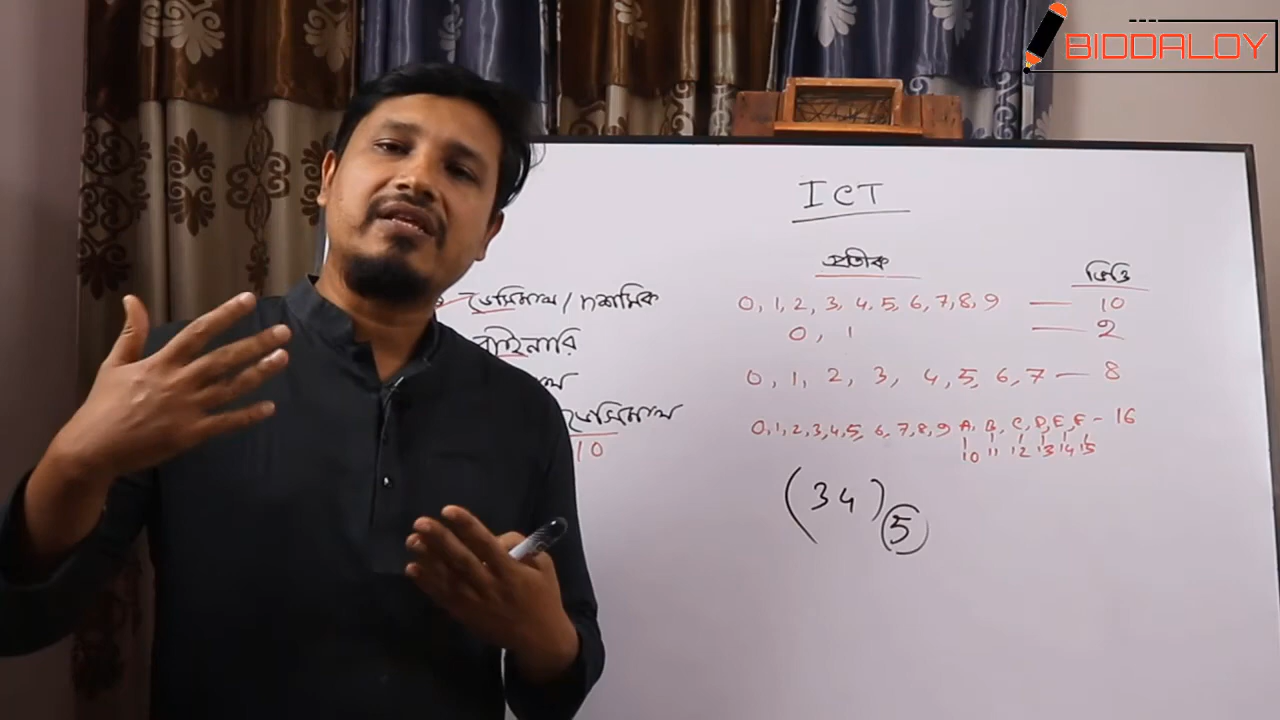 BIDDALOY
ICT
প্রতীক ভিত্তি
ডেসিমাল / দশমিক 0, 1, 2, 3, 4, 5, 6, 7, 8, 9 — 10
বাইনারি 0, 1 — 2
0, 1, 2, 3, 4, 5, 6, 7 — 8
ডেসিমাল 0, 1, 2, 3, 4, 5, 6, 7, 8, 9 A, B, C, D, E, F - 16
10 10 11 12 13 14 15
(34)5